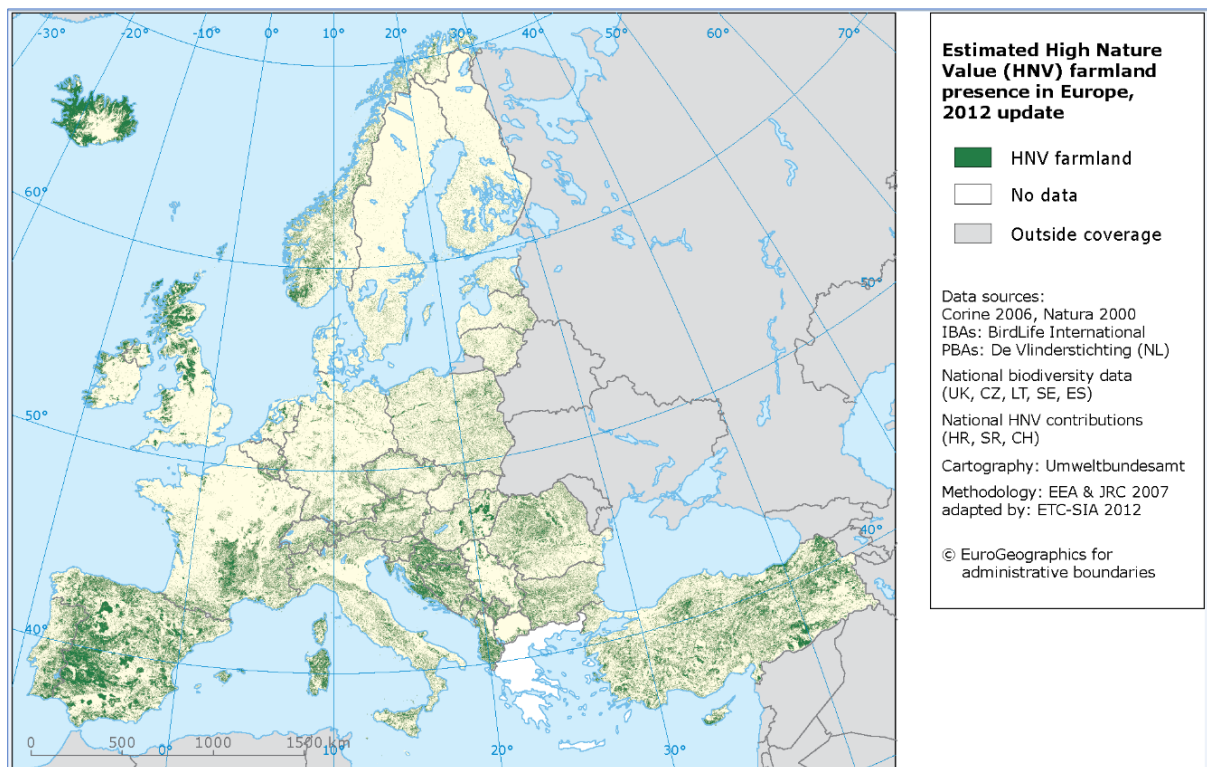 -30°
-20°
-10°
0°
10°
20°
30°
40°
50°
60°
70°
60°
50°
50°
40°
40°
0
500
1000
1500 km
0°
10°
20°
30°
Estimated High Nature
Value (HNV) farmland
presence in Europe,
2012 update
HNV farmland
No data
Outside coverage
Data sources:
Corine 2006, Natura 2000
IBAs: BirdLife International
PBAs: De Vlinderstichting (NL)
National biodiversity data
(UK, CZ, LT, SE, ES)
National HNV contributions
(HR, SR, CH)
Cartography: Umweltbundesamt
Methodology: EEA & JRC 2007
adapted by: ETC-SIA 2012
© EuroGeographics for
administrative boundaries